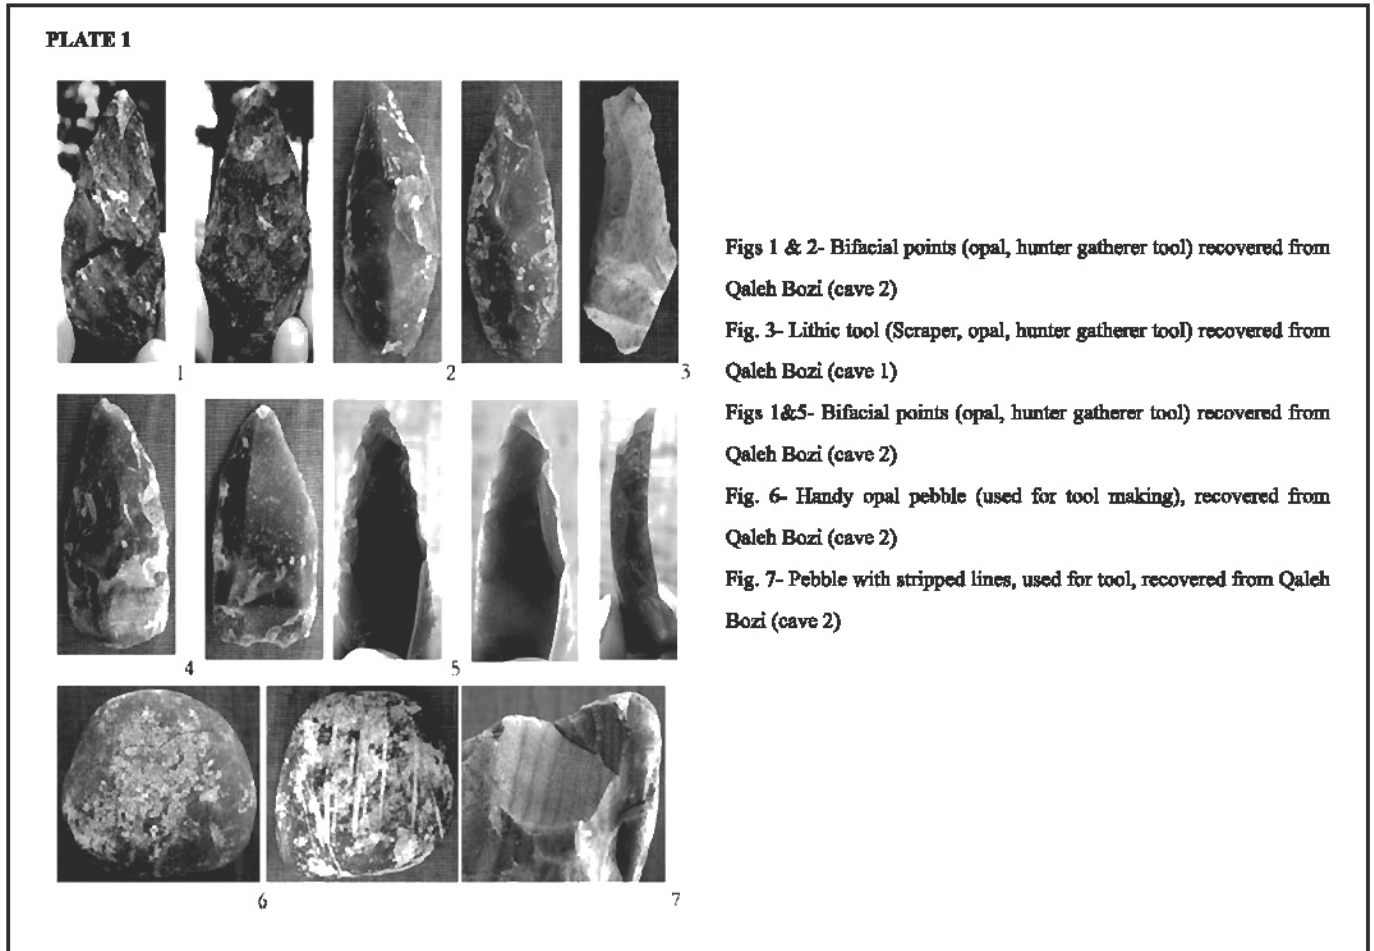 PLATE 1
1
2
3
4
5
6
7
Figs 1 & 2- Bifacial points (opal, hunter gatherer tool) recovered from
Qaleh Bozi (cave 2)
Fig. 3- Lithic tool (Scraper, opal, hunter gatherer tool) recovered from
Qaleh Bozi (cave 1)
Figs 1&5- Bifacial points (opal, hunter gatherer tool) recovered from
Qaleh Bozi (cave 2)
Fig. 6- Handy opal pebble (used for tool making), recovered from
Qaleh Bozi (cave 2)
Fig. 7- Pebble with stripped lines, used for tool, recovered from Qaleh
Bozi (cave 2)